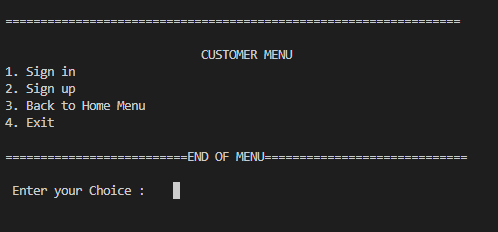 =================================================================
CUSTOMER MENU
1. Sign in
2. Sign up
3. Back to Home Menu
4. Exit
==========================END OF MENU=============================
Enter your Choice :